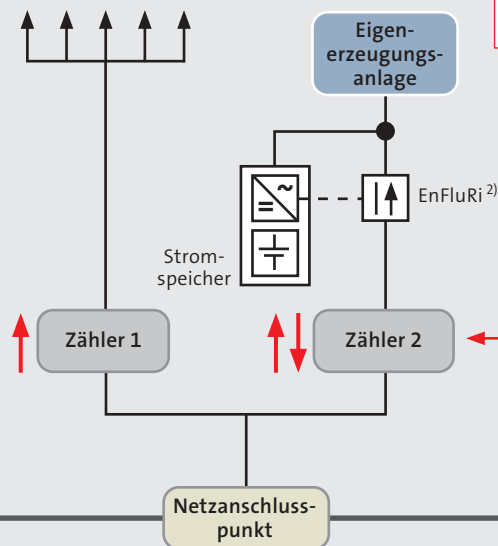 Eigen-
erzeugungs-
anlage
EnFluRi 2)
Strom-
speicher
Zähler 1
Zähler 2
Netzanschluss-
punkt